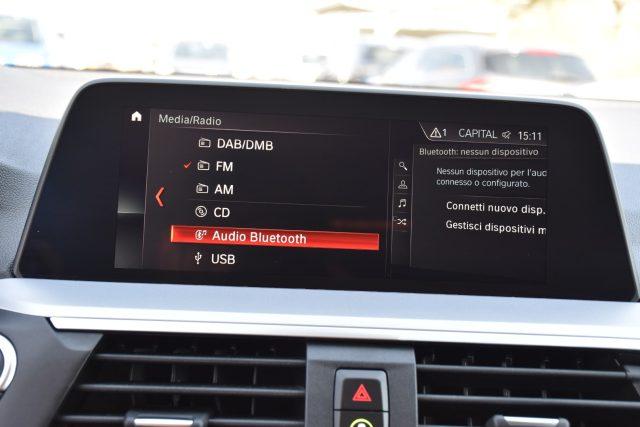 Media/Radio
DAB/DMB
FM
AM
CD
Audio Bluetooth
USB
1 CAPITAL 15:11
Bluetooth: nessun dispositivo
Nessun dispositivo per l'aud
connesso o configurato.
Connetti nuovo disp.
Gestisci dispositivi m